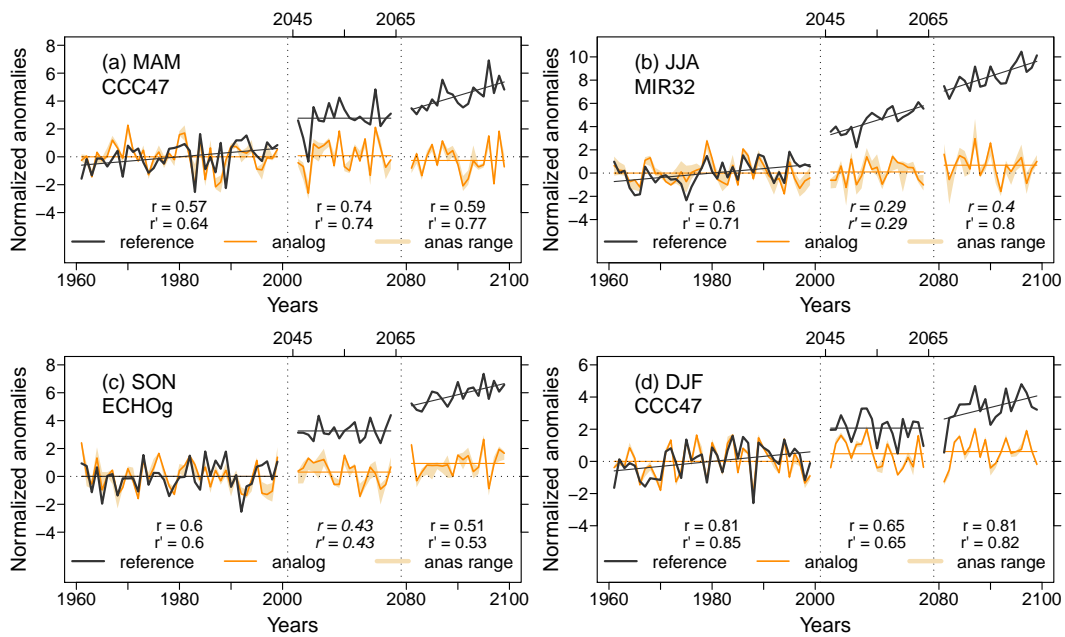 2045 2065
(a) MAM
CCC47
Normalized anomalies
8
6
4
2
0
−2
−4
r = 0.57 r = 0.74 r = 0.59
r' = 0.64 r' = 0.74 r' = 0.77
reference analog anas range
1960 1980 2000 2080 2100
Years
2045 2065
(b) JJA
MIR32
Normalized anomalies
10
8
6
4
2
0
−2
−4
r = 0.6 r = 0.29 r = 0.4
r' = 0.71 r' = 0.29 r' = 0.8
reference analog anas range
1960 1980 2000 2080 2100
Years
2045 2065
(c) SON
ECHOg
Normalized anomalies
8
6
4
2
0
−2
−4
r = 0.6 r = 0.43 r = 0.51
r' = 0.6 r' = 0.43 r' = 0.53
reference analog anas range
1960 1980 2000 2080 2100
Years
2045 2065
(d) DJF
CCC47
Normalized anomalies
6
4
2
0
−2
−4
r = 0.81 r = 0.65 r = 0.81
r' = 0.85 r' = 0.65 r' = 0.82
reference analog anas range
1960 1980 2000 2080 2100
Years